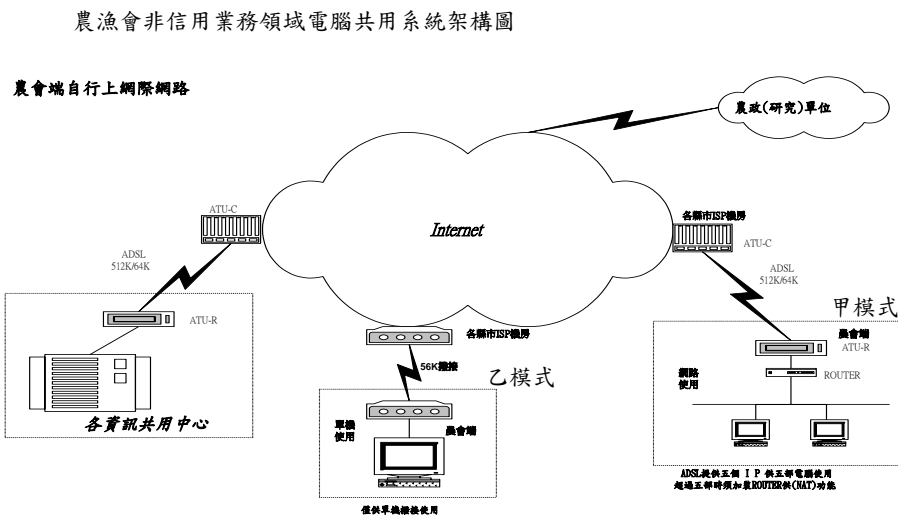 農漁會非信用業務領域電腦共用系統架構圖
農會端自行上網際網路
農政(研究)單位
ATU-C
Internet
各縣市ISP機房
ATU-C
ADSL
512K/64K
ADSL
512K/64K
甲模式
ATU-R
各縣市ISP機房
農會端
ATU-R
56K撥接
乙模式
網路
使用
ROUTER
各資訊共用中心
單機
使用
農會端
ADSL提供五個 I P 供五部電腦使用
超過五部時須加裝ROUTER供(NAT)功能
僅供單機撥接使用